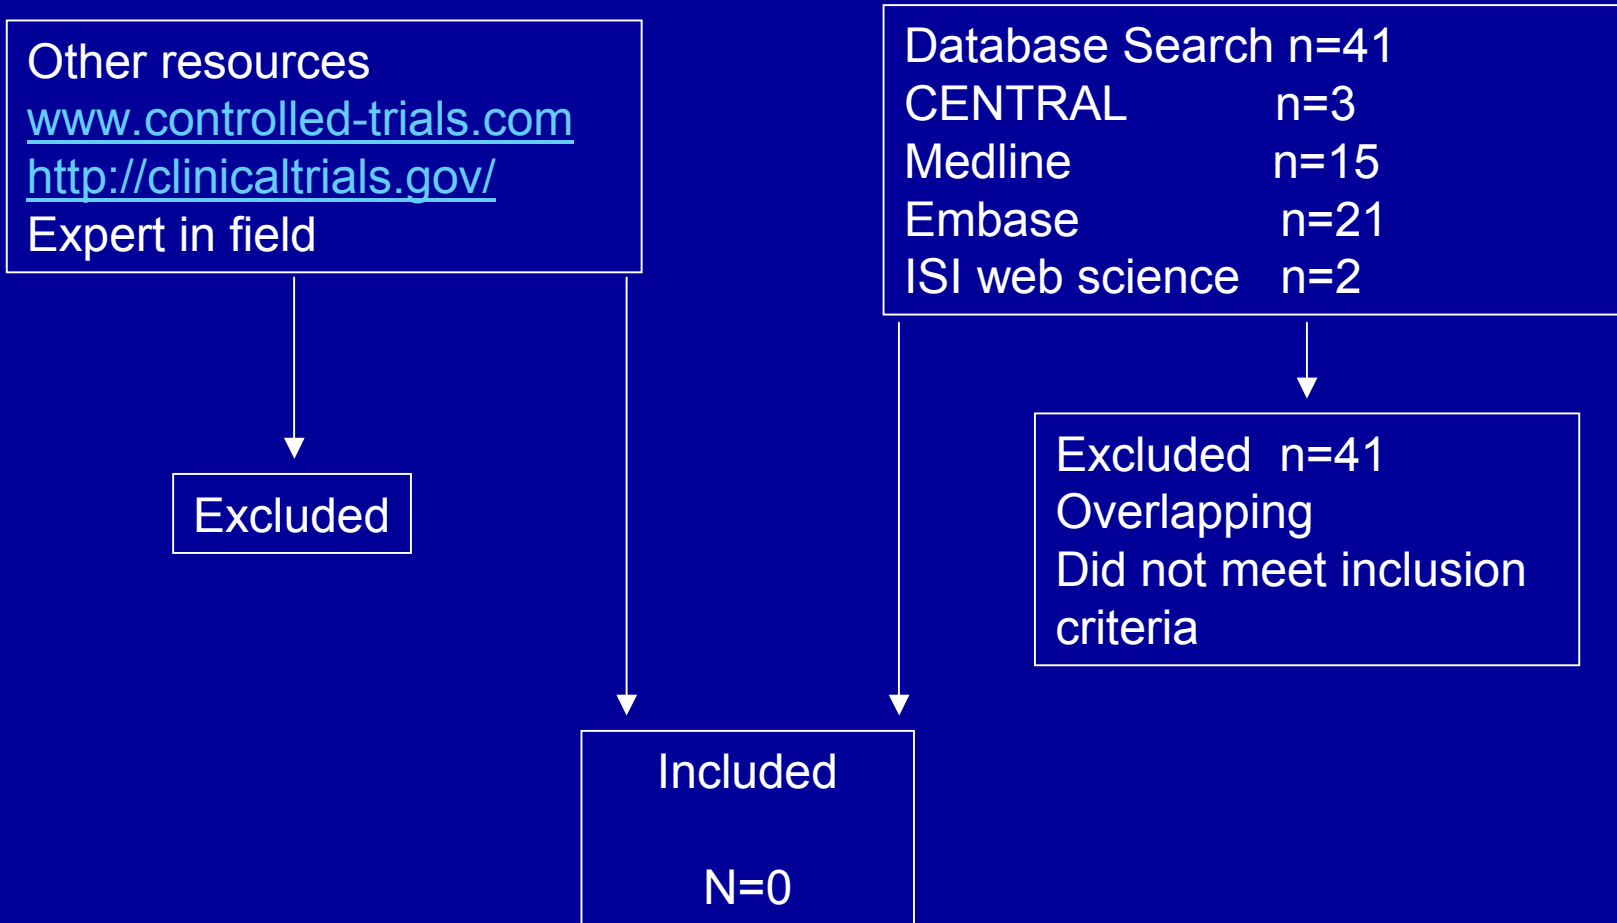 Other resources
www.controlled-trials.com
http://clinicaltrials.gov/
Expert in field
Database Search n=41
CENTRAL n=3
Medline n=15
Embase n=21
ISI web science n=2
Excluded
Excluded n=41
Overlapping
Did not meet inclusion
criteria
Included
N=0